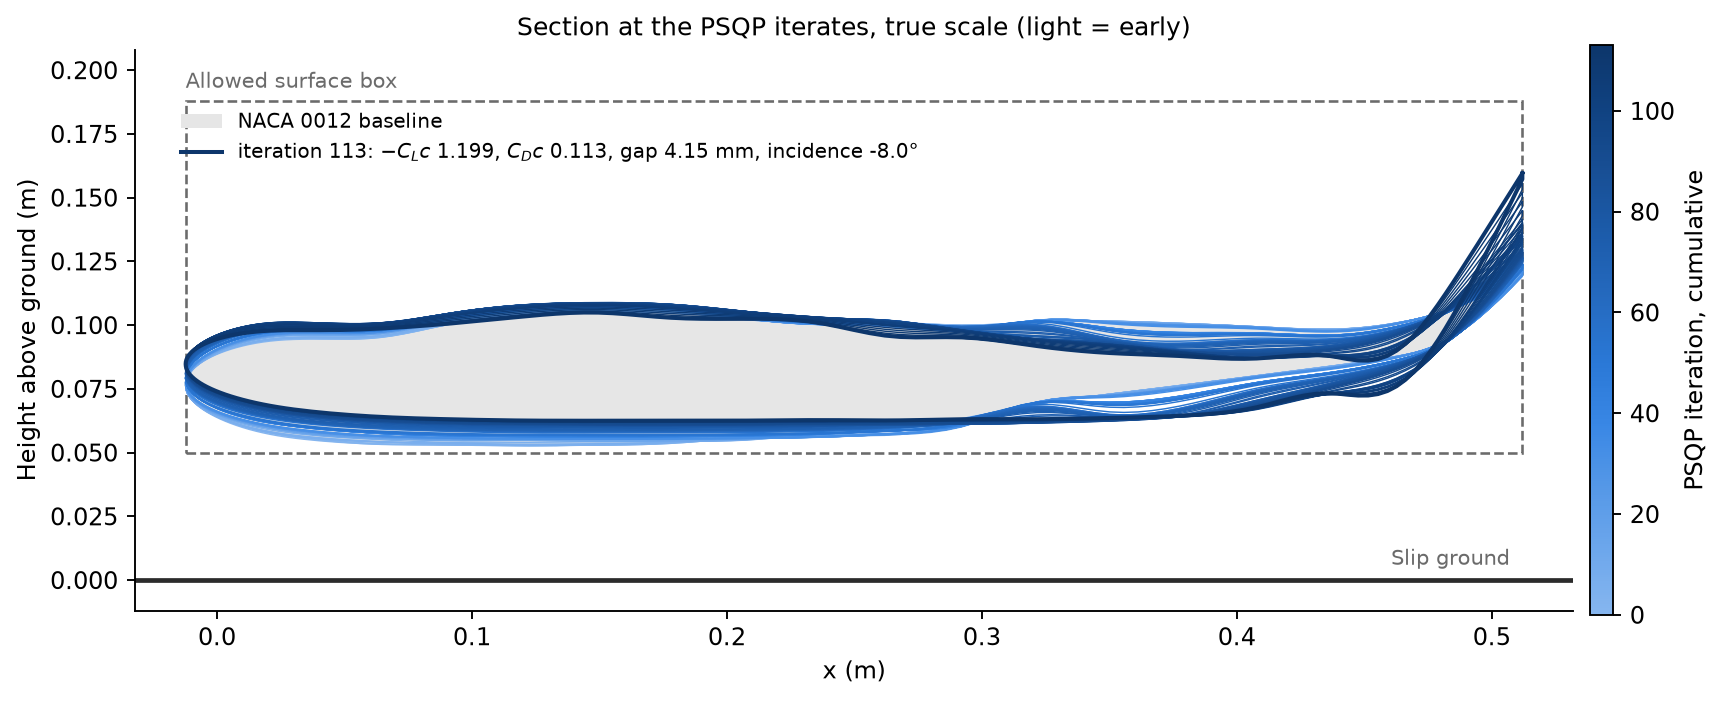 Section at the PSQP iterates, true scale (light = early)
Height above ground (m)
0.200
0.175
0.150
0.125
0.100
0.075
0.050
0.025
0.000
Allowed surface box
NACA 0012 baseline
iteration 113: −C_L c 1.199, C_D c 0.113, gap 4.15 mm, incidence -8.0°
Slip ground
0.0 0.1 0.2 0.3 0.4 0.5
x (m)
100
80
60
40
20
0
PSQP iteration, cumulative